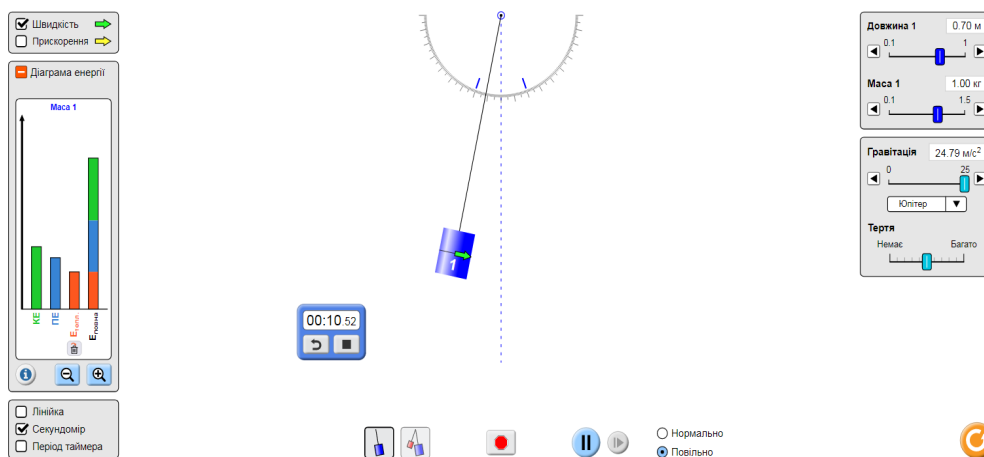 Швидкість
Прискорення
Діаграма енергії
Маса 1
КЕ
ПЕ
Eтепл.
Eповна
Лінійка
Секундомір
Період таймера
1
00:10.52
Нормально
Повільно
Довжина 1 0.70 м
0.1 1
Маса 1 1.00 кг
0.1 1.5
Гравітація 24.79 м/с²
0 25
Юпітер
Тертя
Немає Багато